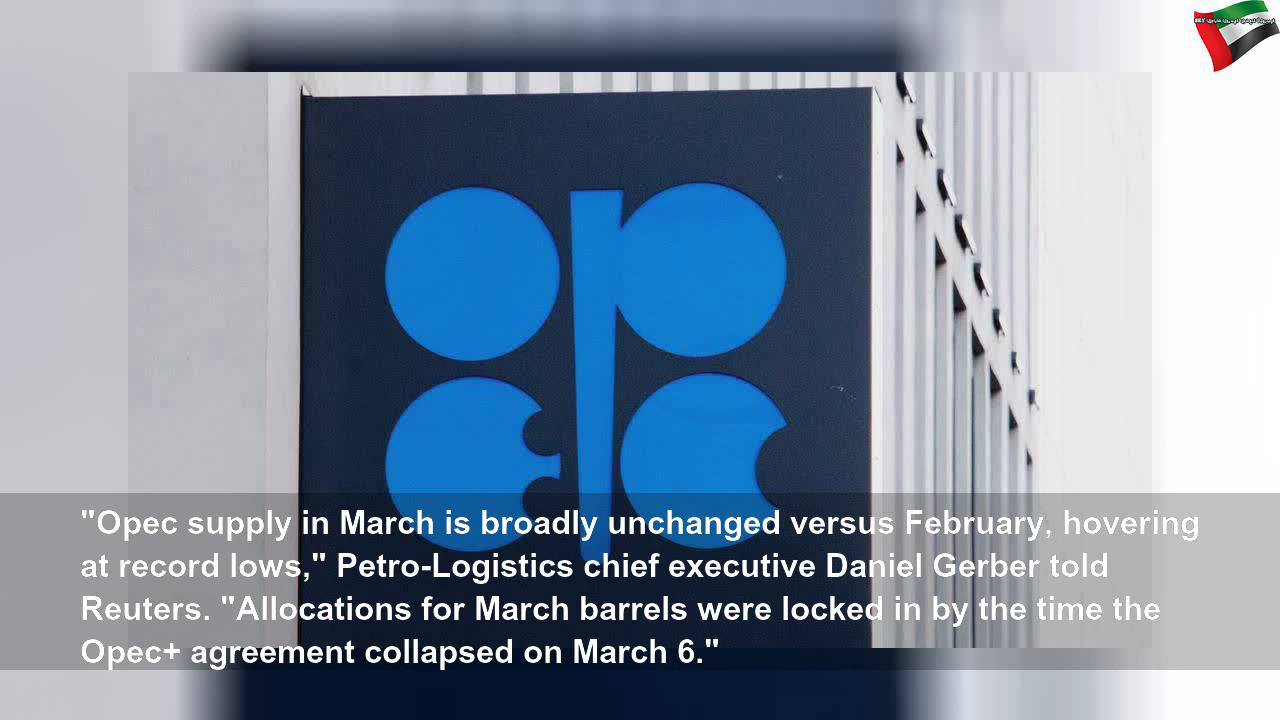 "Opec supply in March is broadly unchanged versus February, hovering
at record lows," Petro-Logistics chief executive Daniel Gerber told
Reuters. "Allocations for March barrels were locked in by the time the
Opec+ agreement collapsed on March 6."